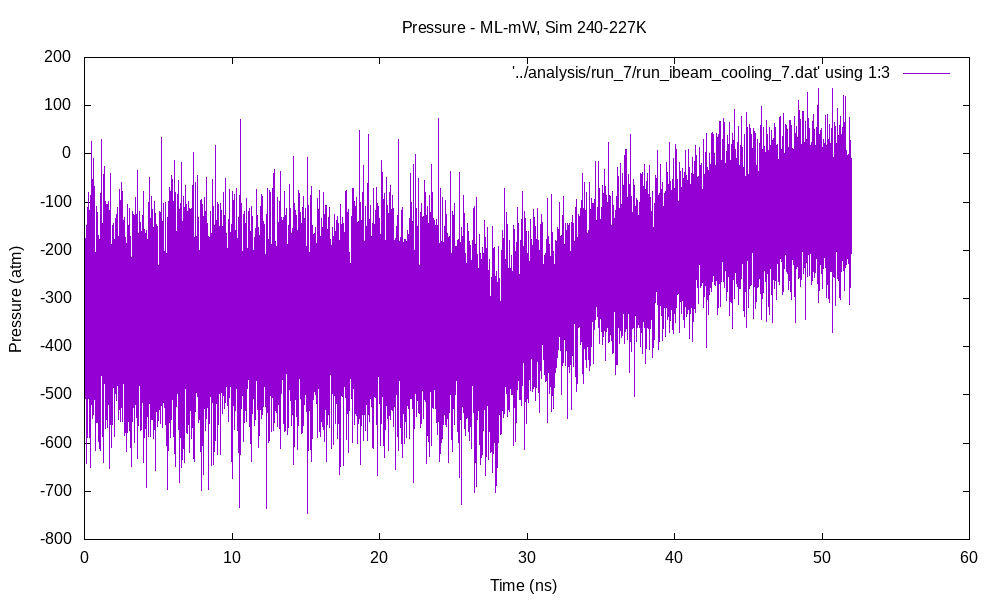 Pressure - ML-mW, Sim 240-227K
'../analysis/run_7/run_ibeam_cooling_7.dat' using 1:3
200
100
0
-100
-200
-300
-400
-500
-600
-700
-800
Pressure (atm)
0 10 20 30 40 50 60
Time (ns)